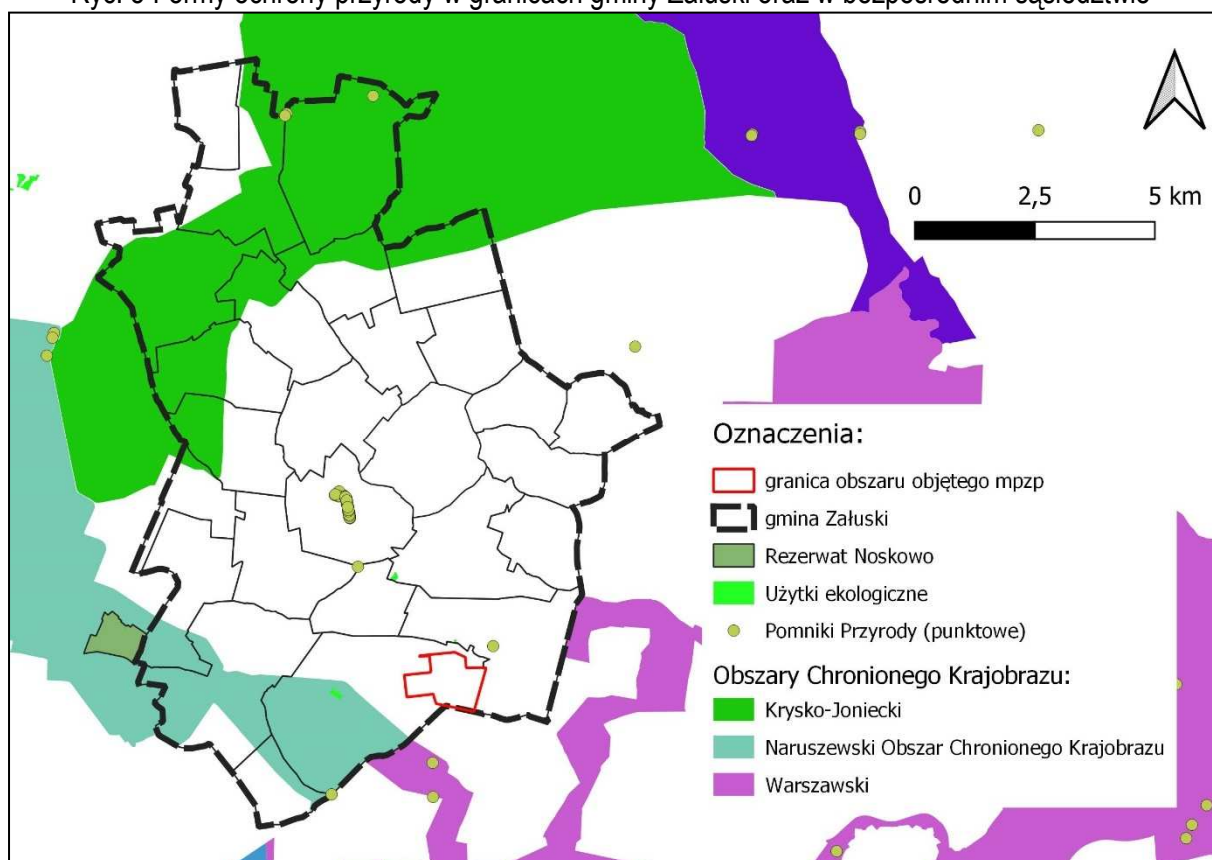 Ryc. 3 Formy ochrony przyrody w granicach gminy Załuski oraz w bezpośrednim sąsiedztwie
0 2,5 5 km
Oznaczenia:
granica obszaru objętego mpzp
gmina Załuski
Rezerwat Noskowo
Użytki ekologiczne
Pomniki Przyrody (punktowe)
Obszary Chronionego Krajobrazu:
Krysko-Joniecki
Naruszewski Obszar Chronionego Krajobrazu
Warszawski